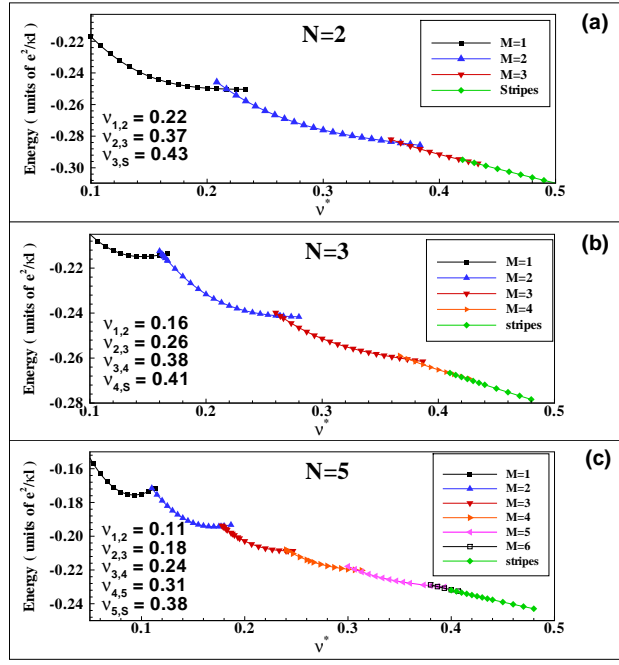 (a)
N=2
M=1
M=2
M=3
Stripes
Energy ( units of e²/κl )
-0.22
-0.24
-0.26
-0.28
-0.30
ν1,2 = 0.22
ν2,3 = 0.37
ν3,S = 0.43
0.1 0.2 0.3 0.4 0.5
ν*
(b)
N=3
M=1
M=2
M=3
M=4
stripes
Energy ( units of e²/κl )
-0.22
-0.24
-0.26
-0.28
ν1,2 = 0.16
ν2,3 = 0.26
ν3,4 = 0.38
ν4,S = 0.41
0.1 0.2 0.3 0.4 0.5
ν*
(c)
N=5
M=1
M=2
M=3
M=4
M=5
M=6
stripes
Energy ( units of e²/κl )
-0.16
-0.18
-0.20
-0.22
-0.24
ν1,2 = 0.11
ν2,3 = 0.18
ν3,4 = 0.24
ν4,5 = 0.31
ν5,S = 0.38
0.1 0.2 0.3 0.4 0.5
ν*